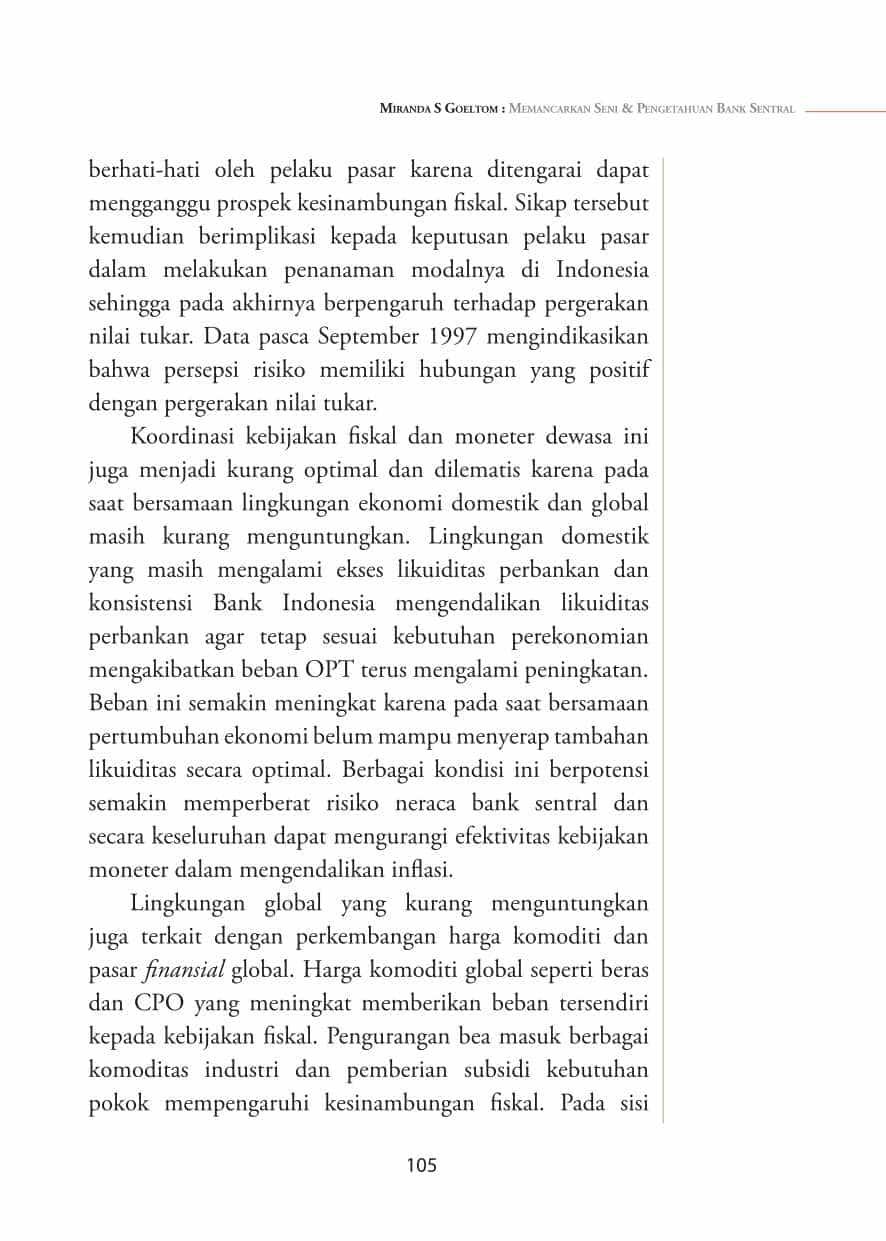 MIRANDA S GOELTOM : MEMANCARKAN SENI & PENGETAHUAN BANK SENTRAL
berhati-hati oleh pelaku pasar karena ditengarai dapat
mengganggu prospek kesinambungan fiskal. Sikap tersebut
kemudian berimplikasi kepada keputusan pelaku pasar
dalam melakukan penanaman modalnya di Indonesia
sehingga pada akhirnya berpengaruh terhadap pergerakan
nilai tukar. Data pasca September 1997 mengindikasikan
bahwa persepsi risiko memiliki hubungan yang positif
dengan pergerakan nilai tukar.
Koordinasi kebijakan fiskal dan moneter dewasa ini
juga menjadi kurang optimal dan dilematis karena pada
saat bersamaan lingkungan ekonomi domestik dan global
masih kurang menguntungkan. Lingkungan domestik
yang masih mengalami ekses likuiditas perbankan dan
konsistensi Bank Indonesia mengendalikan likuiditas
perbankan agar tetap sesuai kebutuhan perekonomian
mengakibatkan beban OPT terus mengalami peningkatan.
Beban ini semakin meningkat karena pada saat bersamaan
pertumbuhan ekonomi belum mampu menyerap tambahan
likuiditas secara optimal. Berbagai kondisi ini berpotensi
semakin memperberat risiko neraca bank sentral dan
secara keseluruhan dapat mengurangi efektivitas kebijakan
moneter dalam mengendalikan inflasi.
Lingkungan global yang kurang menguntungkan
juga terkait dengan perkembangan harga komoditi dan
pasar finansial global. Harga komoditi global seperti beras
dan CPO yang meningkat memberikan beban tersendiri
kepada kebijakan fiskal. Pengurangan bea masuk berbagai
komoditas industri dan pemberian subsidi kebutuhan
pokok mempengaruhi kesinambungan fiskal. Pada sisi
105